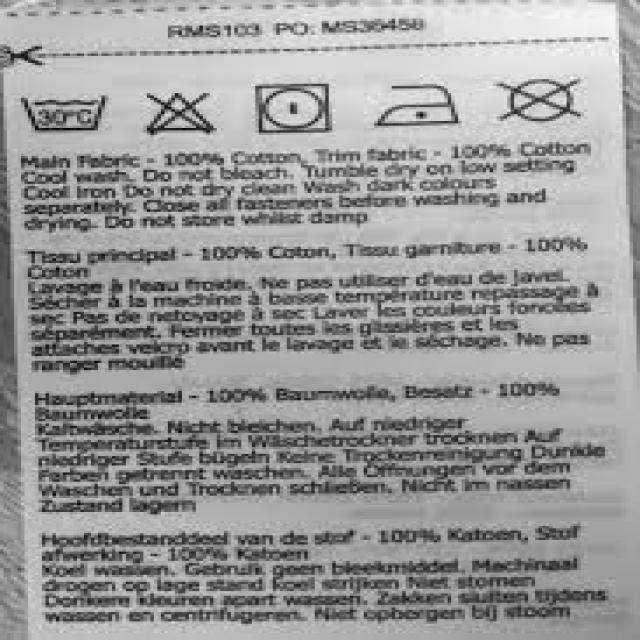 RMS103 PO: MS36458
30°C
Main Fabric - 100% Cotton, Trim fabric - 100% Cotton
Cool wash. Do not bleach. Tumble dry on low setting
Cool Iron Do not dry clean Wash dark colours
separately. Close all fasteners before washing and
drying. Do not store whilst damp
Tissu principal - 100% Coton, Tissu garniture - 100%
Coton
Lavage à l'eau froide. Ne pas utiliser d'eau de javel.
Sécher à la machine à basse température repassage à
sec Pas de netoyage à sec Laver les couleurs foncées
séparément. Fermer toutes les glissières et les
attaches velcro avant le lavage et le séchage. Ne pas
ranger mouillé
Hauptmaterial - 100% Baumwolle, Besatz - 100%
Baumwolle
Kaltwäsche. Nicht bleichen. Auf niedriger
Temperaturstufe im Wäschetrockner trocknen Auf
niedriger Stufe bügeln Keine Trockenreinigung Dunkle
Farben getrennt waschen. Alle Öffnungen vor dem
Waschen und Trocknen schließen. Nicht im nassen
Zustand lagern
Hoofdbestanddeel van de stof - 100% Katoen, Stof
afwerking - 100% Katoen
Koel wassen. Gebruik geen bleekmiddel. Machinaal
drogen op lage stand Koel strijken Niet stomen
Donkere kleuren apart wassen. Zakken sluiten tijdens
wassen en centrifugeren. Niet opbergen bij stoom